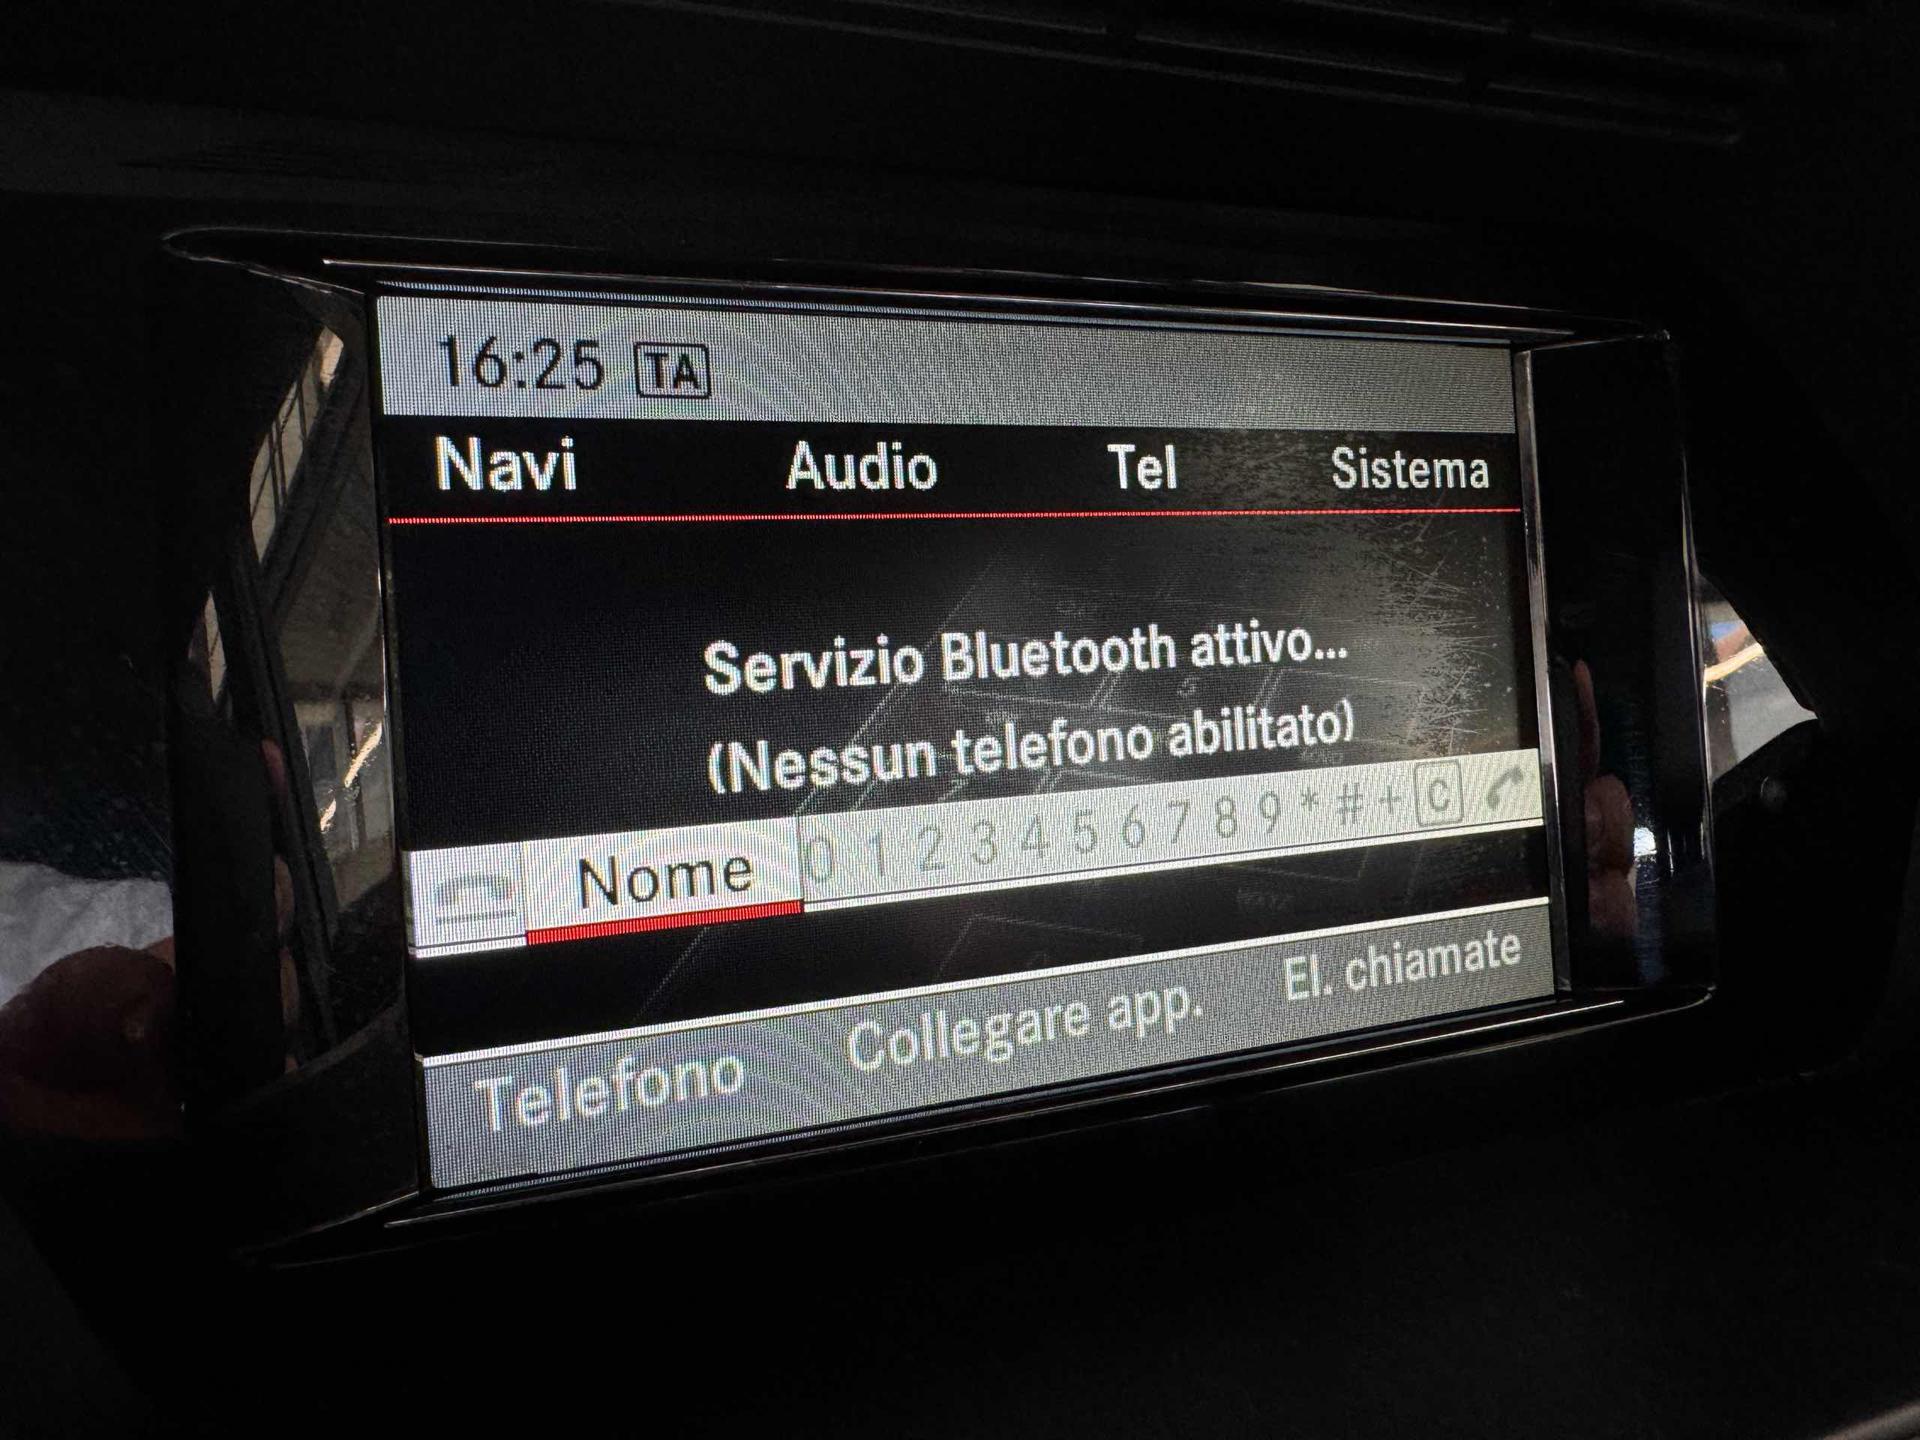 16:25 TA
Navi Audio Tel Sistema
Servizio Bluetooth attivo...
(Nessun telefono abilitato)
Nome 0 1 2 3 4 5 6 7 8 9 * # + C
Telefono Collegare app. El. chiamate